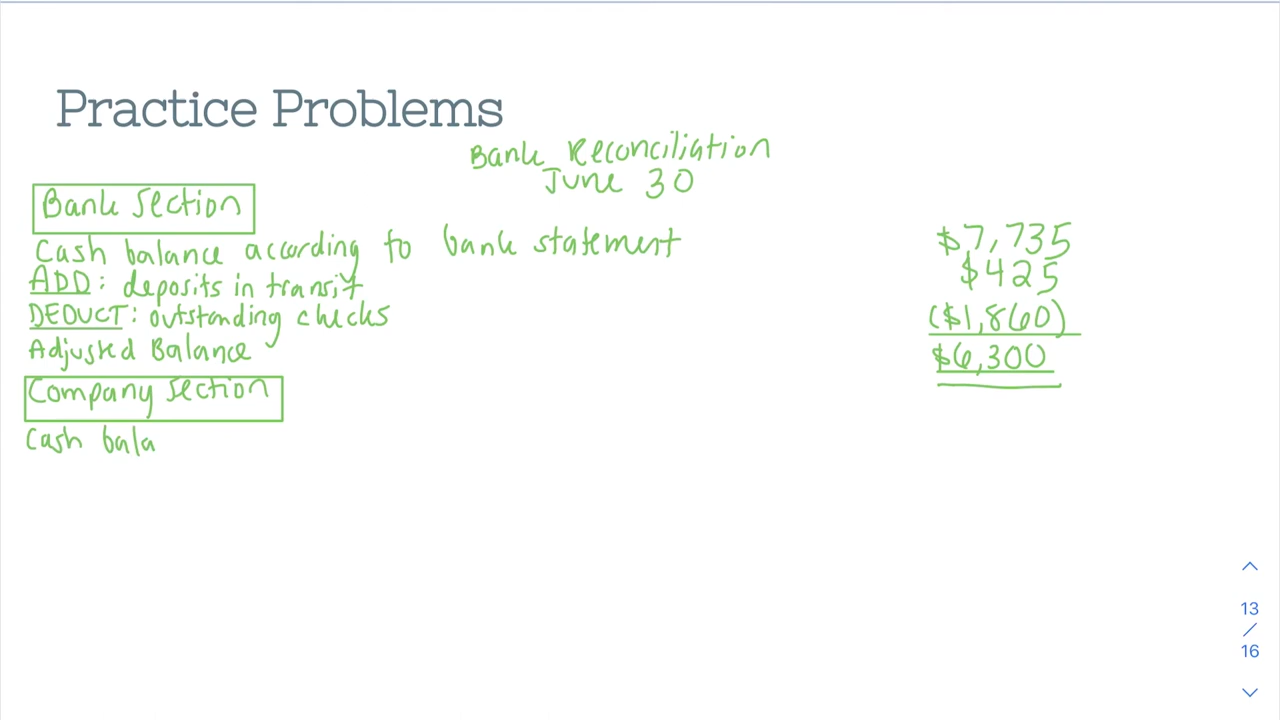 Practice Problems
Bank Reconciliation
June 30
Bank Section
Cash balance according to bank statement $7,735
ADD: deposits in transit $425
DEDUCT: outstanding checks ($1,860)
Adjusted Balance $6,300
Company Section
Cash bala
13
/
16